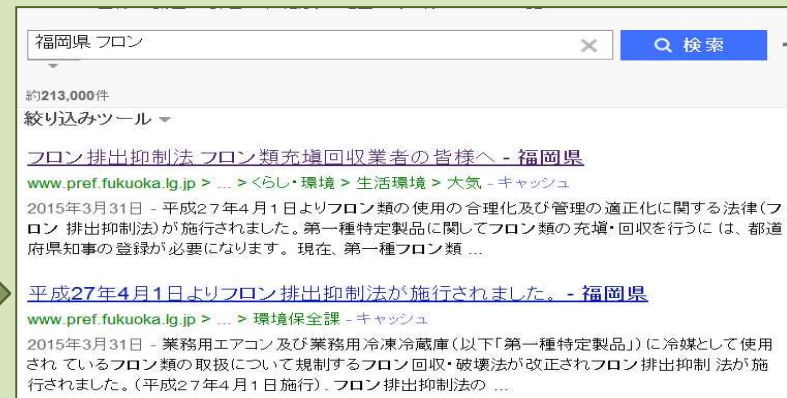 福岡県 フロン
検索
約213,000件
絞り込みツール
フロン排出抑制法 フロン類充塡回収業者の皆様へ - 福岡県
www.pref.fukuoka.lg.jp > ... > くらし・環境 > 生活環境 > 大気 - キャッシュ
2015年3月31日 - 平成27年4月1日よりフロン類の使用の合理化及び管理の適正化に関する法律(フ
ロン 排出抑制法)が施行されました。第一種特定製品に関してフロン類の充塡・回収を行うに は、都道
府県知事の登録が必要になります。 現在、第一種フロン類 ...
平成27年4月1日よりフロン排出抑制法が施行されました。 - 福岡県
www.pref.fukuoka.lg.jp > ... > 環境保全課 - キャッシュ
2015年3月31日 - 業務用エアコン及び業務用冷凍冷蔵庫(以下「第一種特定製品」)に冷媒として使用
され ているフロン類の取扱について規制するフロン回収・破壊法が改正されフロン排出抑制 法が施
行されました。(平成27年4月1日施行). フロン排出抑制法の ...